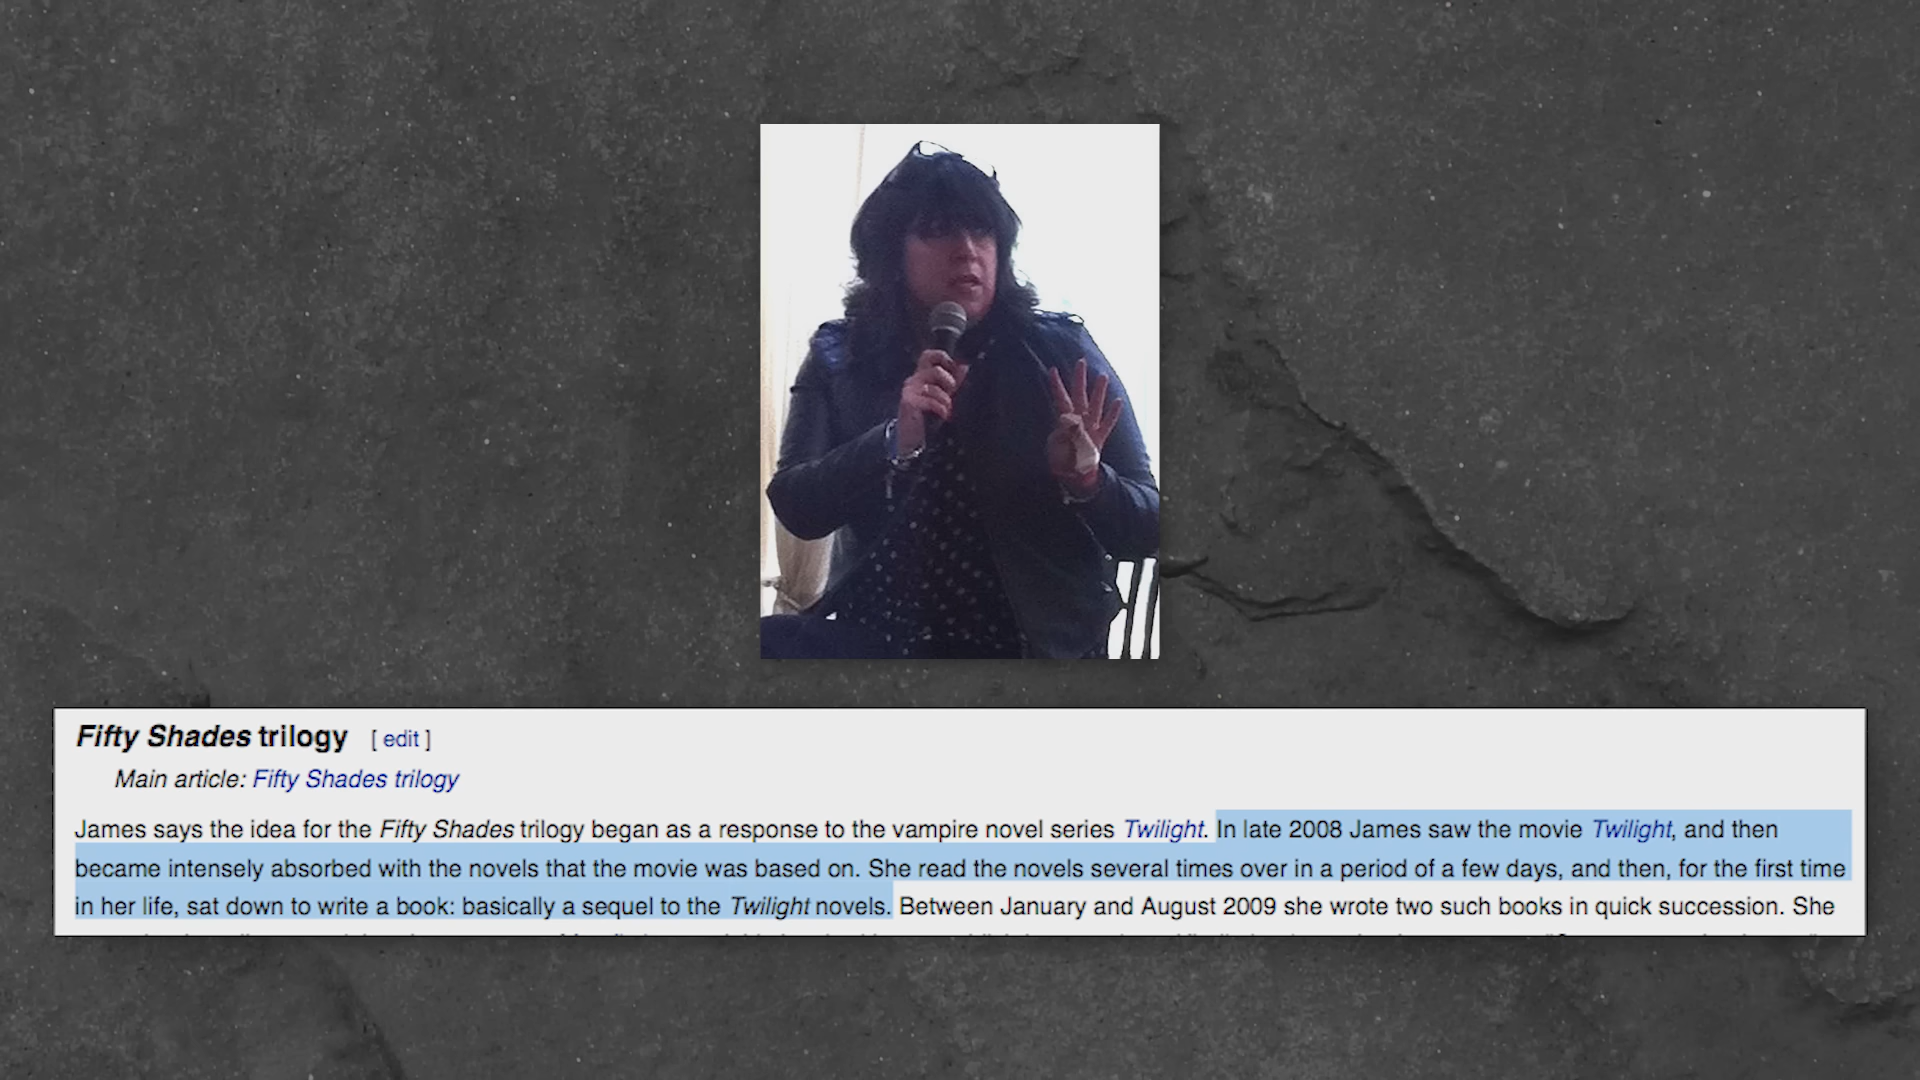 Fifty Shades trilogy [ edit ]
Main article: Fifty Shades trilogy
James says the idea for the Fifty Shades trilogy began as a response to the vampire novel series Twilight. In late 2008 James saw the movie Twilight, and then
became intensely absorbed with the novels that the movie was based on. She read the novels several times over in a period of a few days, and then, for the first time
in her life, sat down to write a book: basically a sequel to the Twilight novels. Between January and August 2009 she wrote two such books in quick succession. She